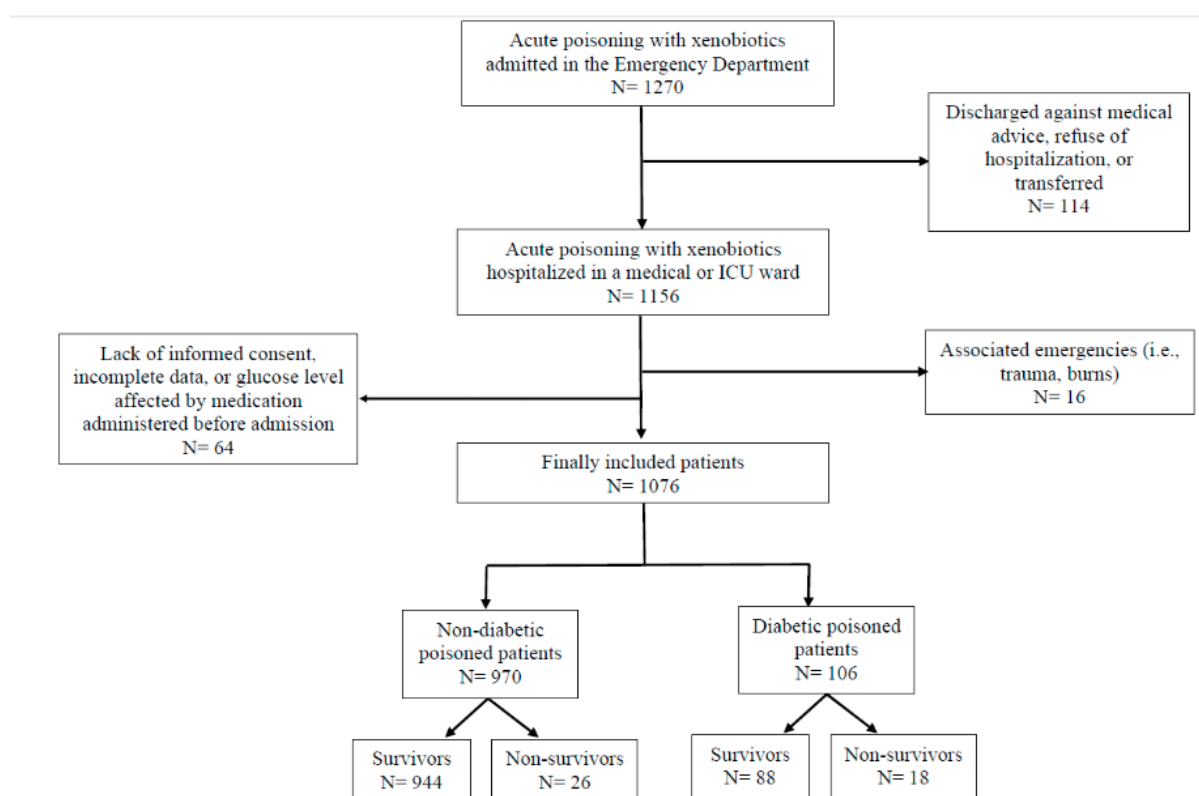 Acute poisoning with xenobiotics
admitted in the Emergency Department
N= 1270
Discharged against medical
advice, refuse of
hospitalization, or
transferred
N= 114
Acute poisoning with xenobiotics
hospitalized in a medical or ICU ward
N= 1156
Lack of informed consent,
incomplete data, or glucose level
affected by medication
administered before admission
N= 64
Associated emergencies (i.e.,
trauma, burns)
N= 16
Finally included patients
N= 1076
Non-diabetic
poisoned patients
N= 970
Diabetic poisoned
patients
N= 106
Survivors
N= 944
Non-survivors
N= 26
Survivors
N= 88
Non-survivors
N= 18